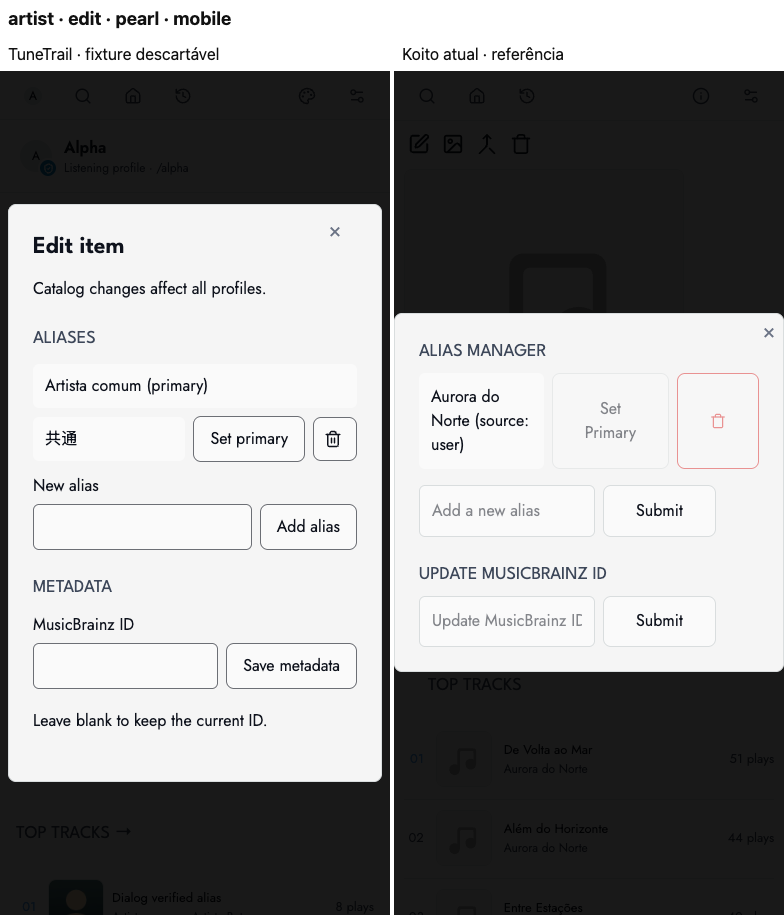 artist · edit · pearl · mobile
TuneTrail · fixture descartável
A
A
Alpha
Listening profile · /alpha
Edit item
×
Catalog changes affect all profiles.
ALIASES
Artista comum (primary)
共通
Set primary
New alias
Add alias
METADATA
MusicBrainz ID
Save metadata
Leave blank to keep the current ID.
TOP TRACKS →
01
Dialog verified alias
8 plays
Koito atual · referência
×
ALIAS MANAGER
Aurora do
Norte (source:
user)
Set
Primary
Add a new alias
Submit
UPDATE MUSICBRAINZ ID
Update MusicBrainz ID
Submit
TOP TRACKS
01
De Volta ao Mar
Aurora do Norte
51 plays
02
Além do Horizonte
Aurora do Norte
44 plays
Entre Estações